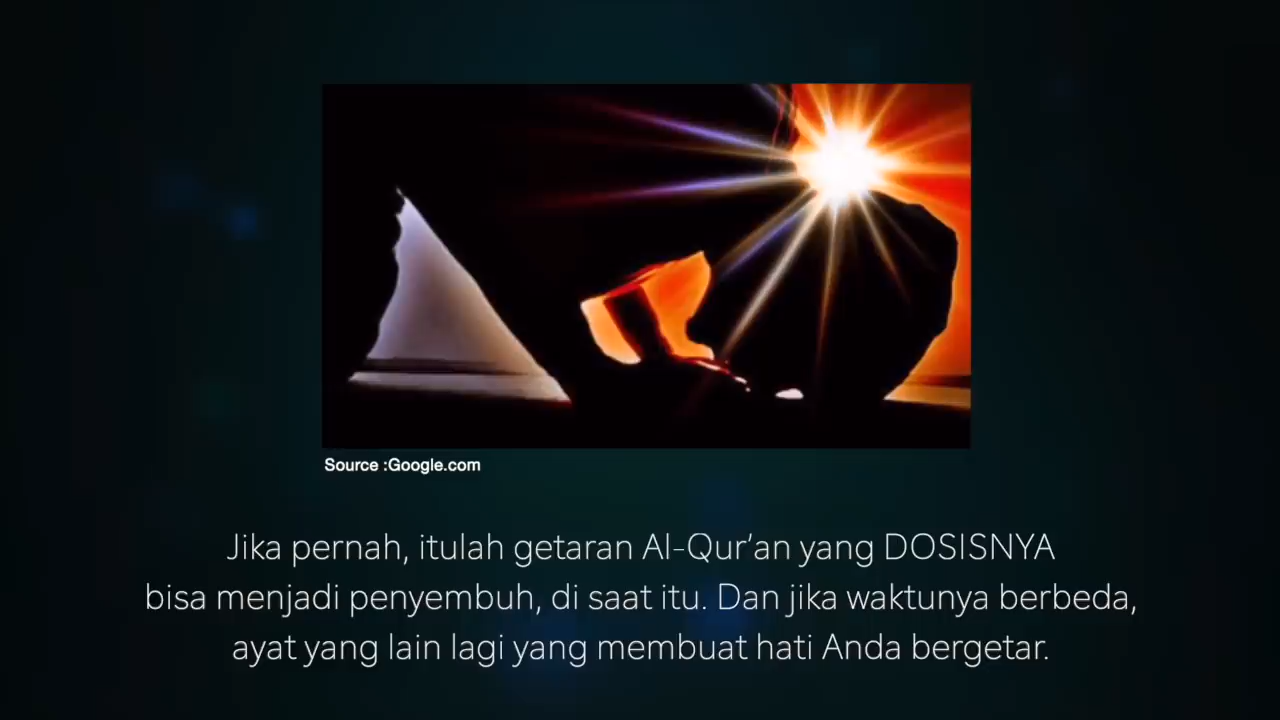 Source :Google.com
Jika pernah, itulah getaran Al-Qur’an yang DOSISNYA
bisa menjadi penyembuh, di saat itu. Dan jika waktunya berbeda,
ayat yang lain lagi yang membuat hati Anda bergetar.